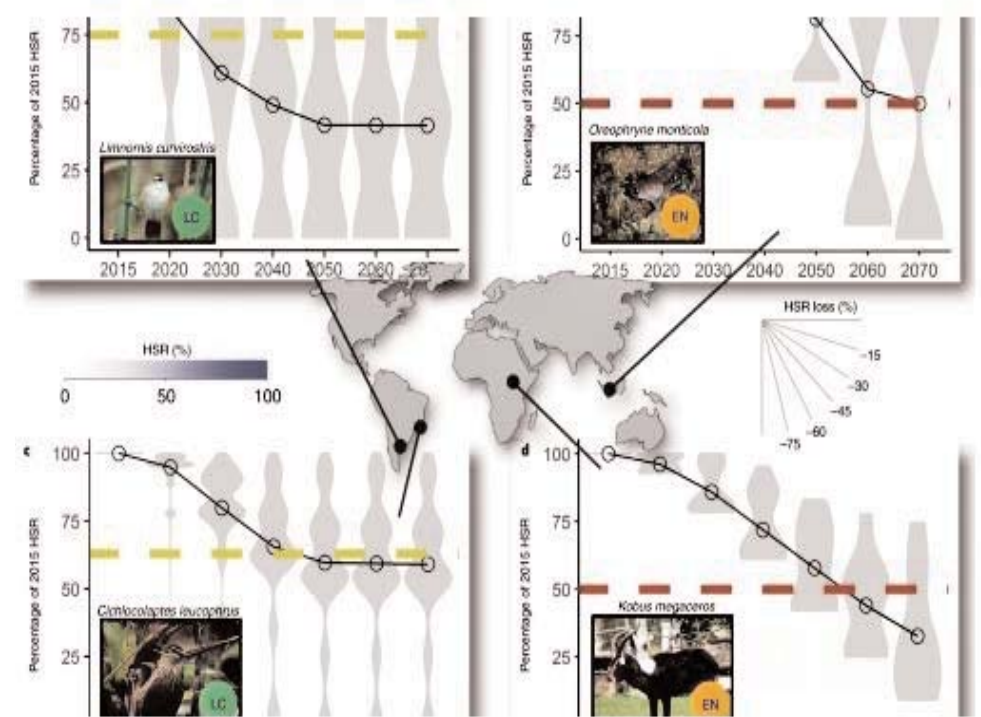 Percentage of 2015 HSR
75
50
25
0
Limnornis curvirostris
LC
2015 2020 2030 2040 2050 2060
Percentage of 2015 HSR
75
50
25
0
Oreophryne monticola
EN
2015 2020 2030 2040 2050 2060 2070
HSR (%)
0 50 100
HSR loss (%)
-15
-30
-45
-60
-75
c
Percentage of 2015 HSR
100
75
50
25
Cichlocolaptes leucophrus
LC
d
Percentage of 2015 HSR
100
75
50
25
Kobus megaceros
EN